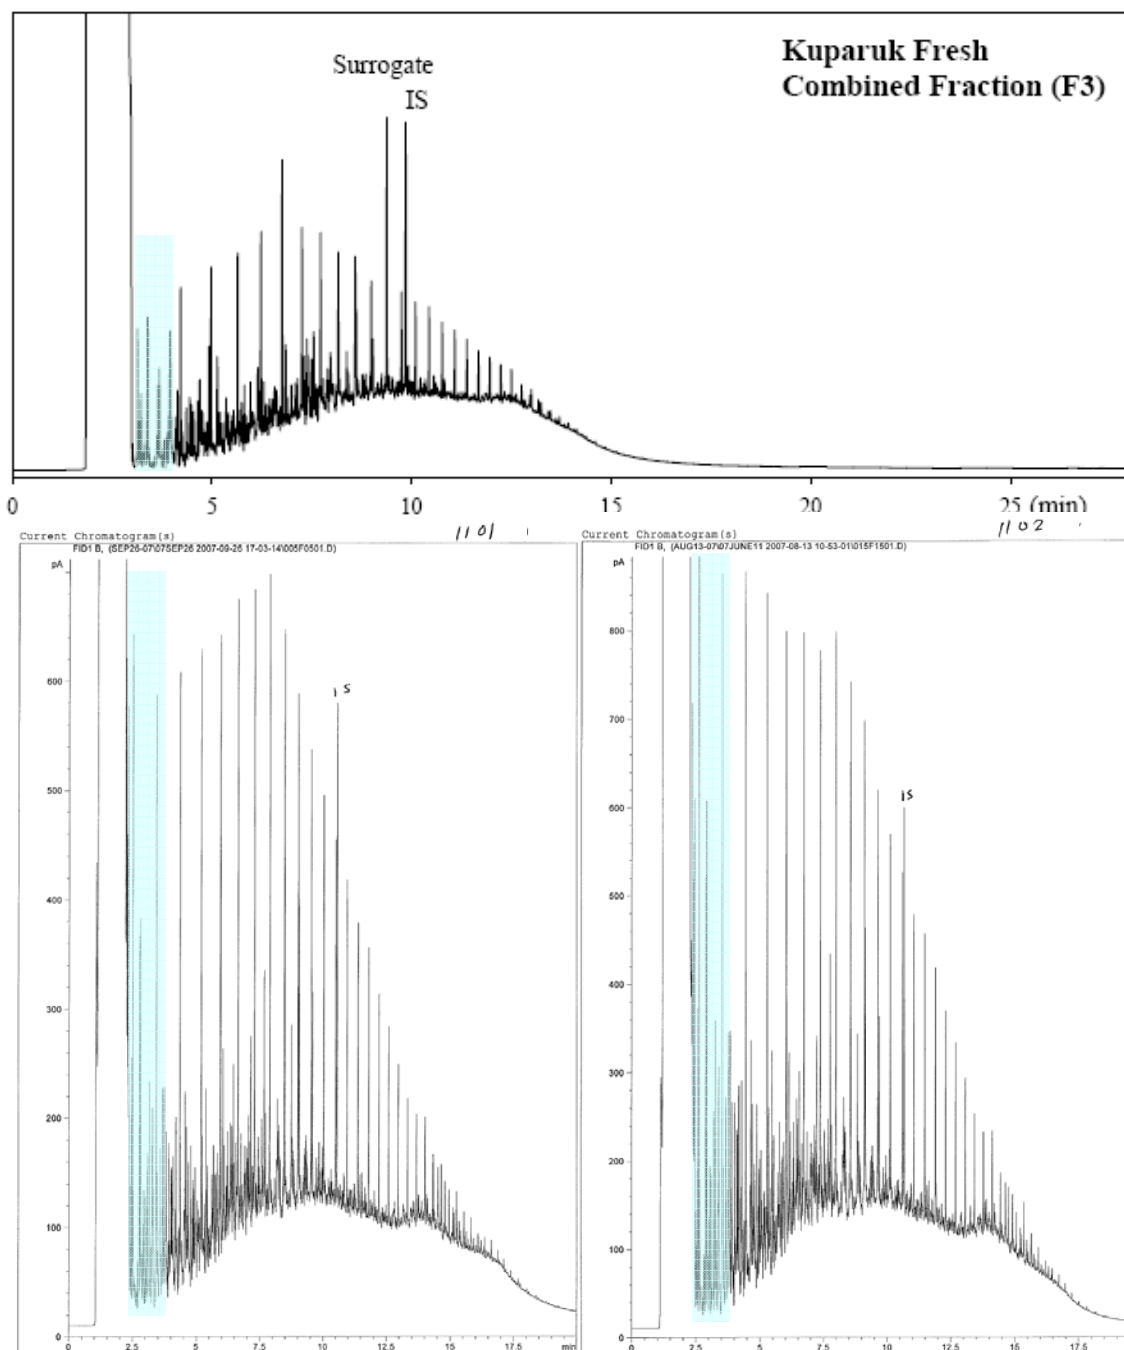 Kuparuk Fresh
Combined Fraction (F3)
Surrogate
IS
0 5 10 15 20 25 (min)
1101
1102
Current Chromatogram(s)
FID1 B, (SEP26-07\07SEP26 2007-09-26 17-03-14\005F0501.D)
pA
600
500
400
300
200
100
0
IS
0 2.5 5 7.5 10 12.5 15 17.5 min
Current Chromatogram(s)
FID1 B, (AUG13-07\07JUNE11 2007-08-13 10-53-01\015F1501.D)
pA
800
700
600
500
400
300
200
100
0
IS
0 2.5 5 7.5 10 12.5 15 17.5